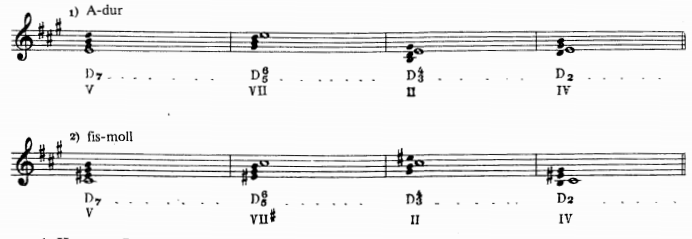 1) A-dur
D7 . . . . . . . . D6/5 . . . . . . . . D4/3 . . . . . . . . D2 . . . . . . . .
V VII II IV
2) fis-moll
D7 . . . . . . . . D6/5 . . . . . . . . D4/3 . . . . . . . . D2 . . . . . . . .
V VII# II IV